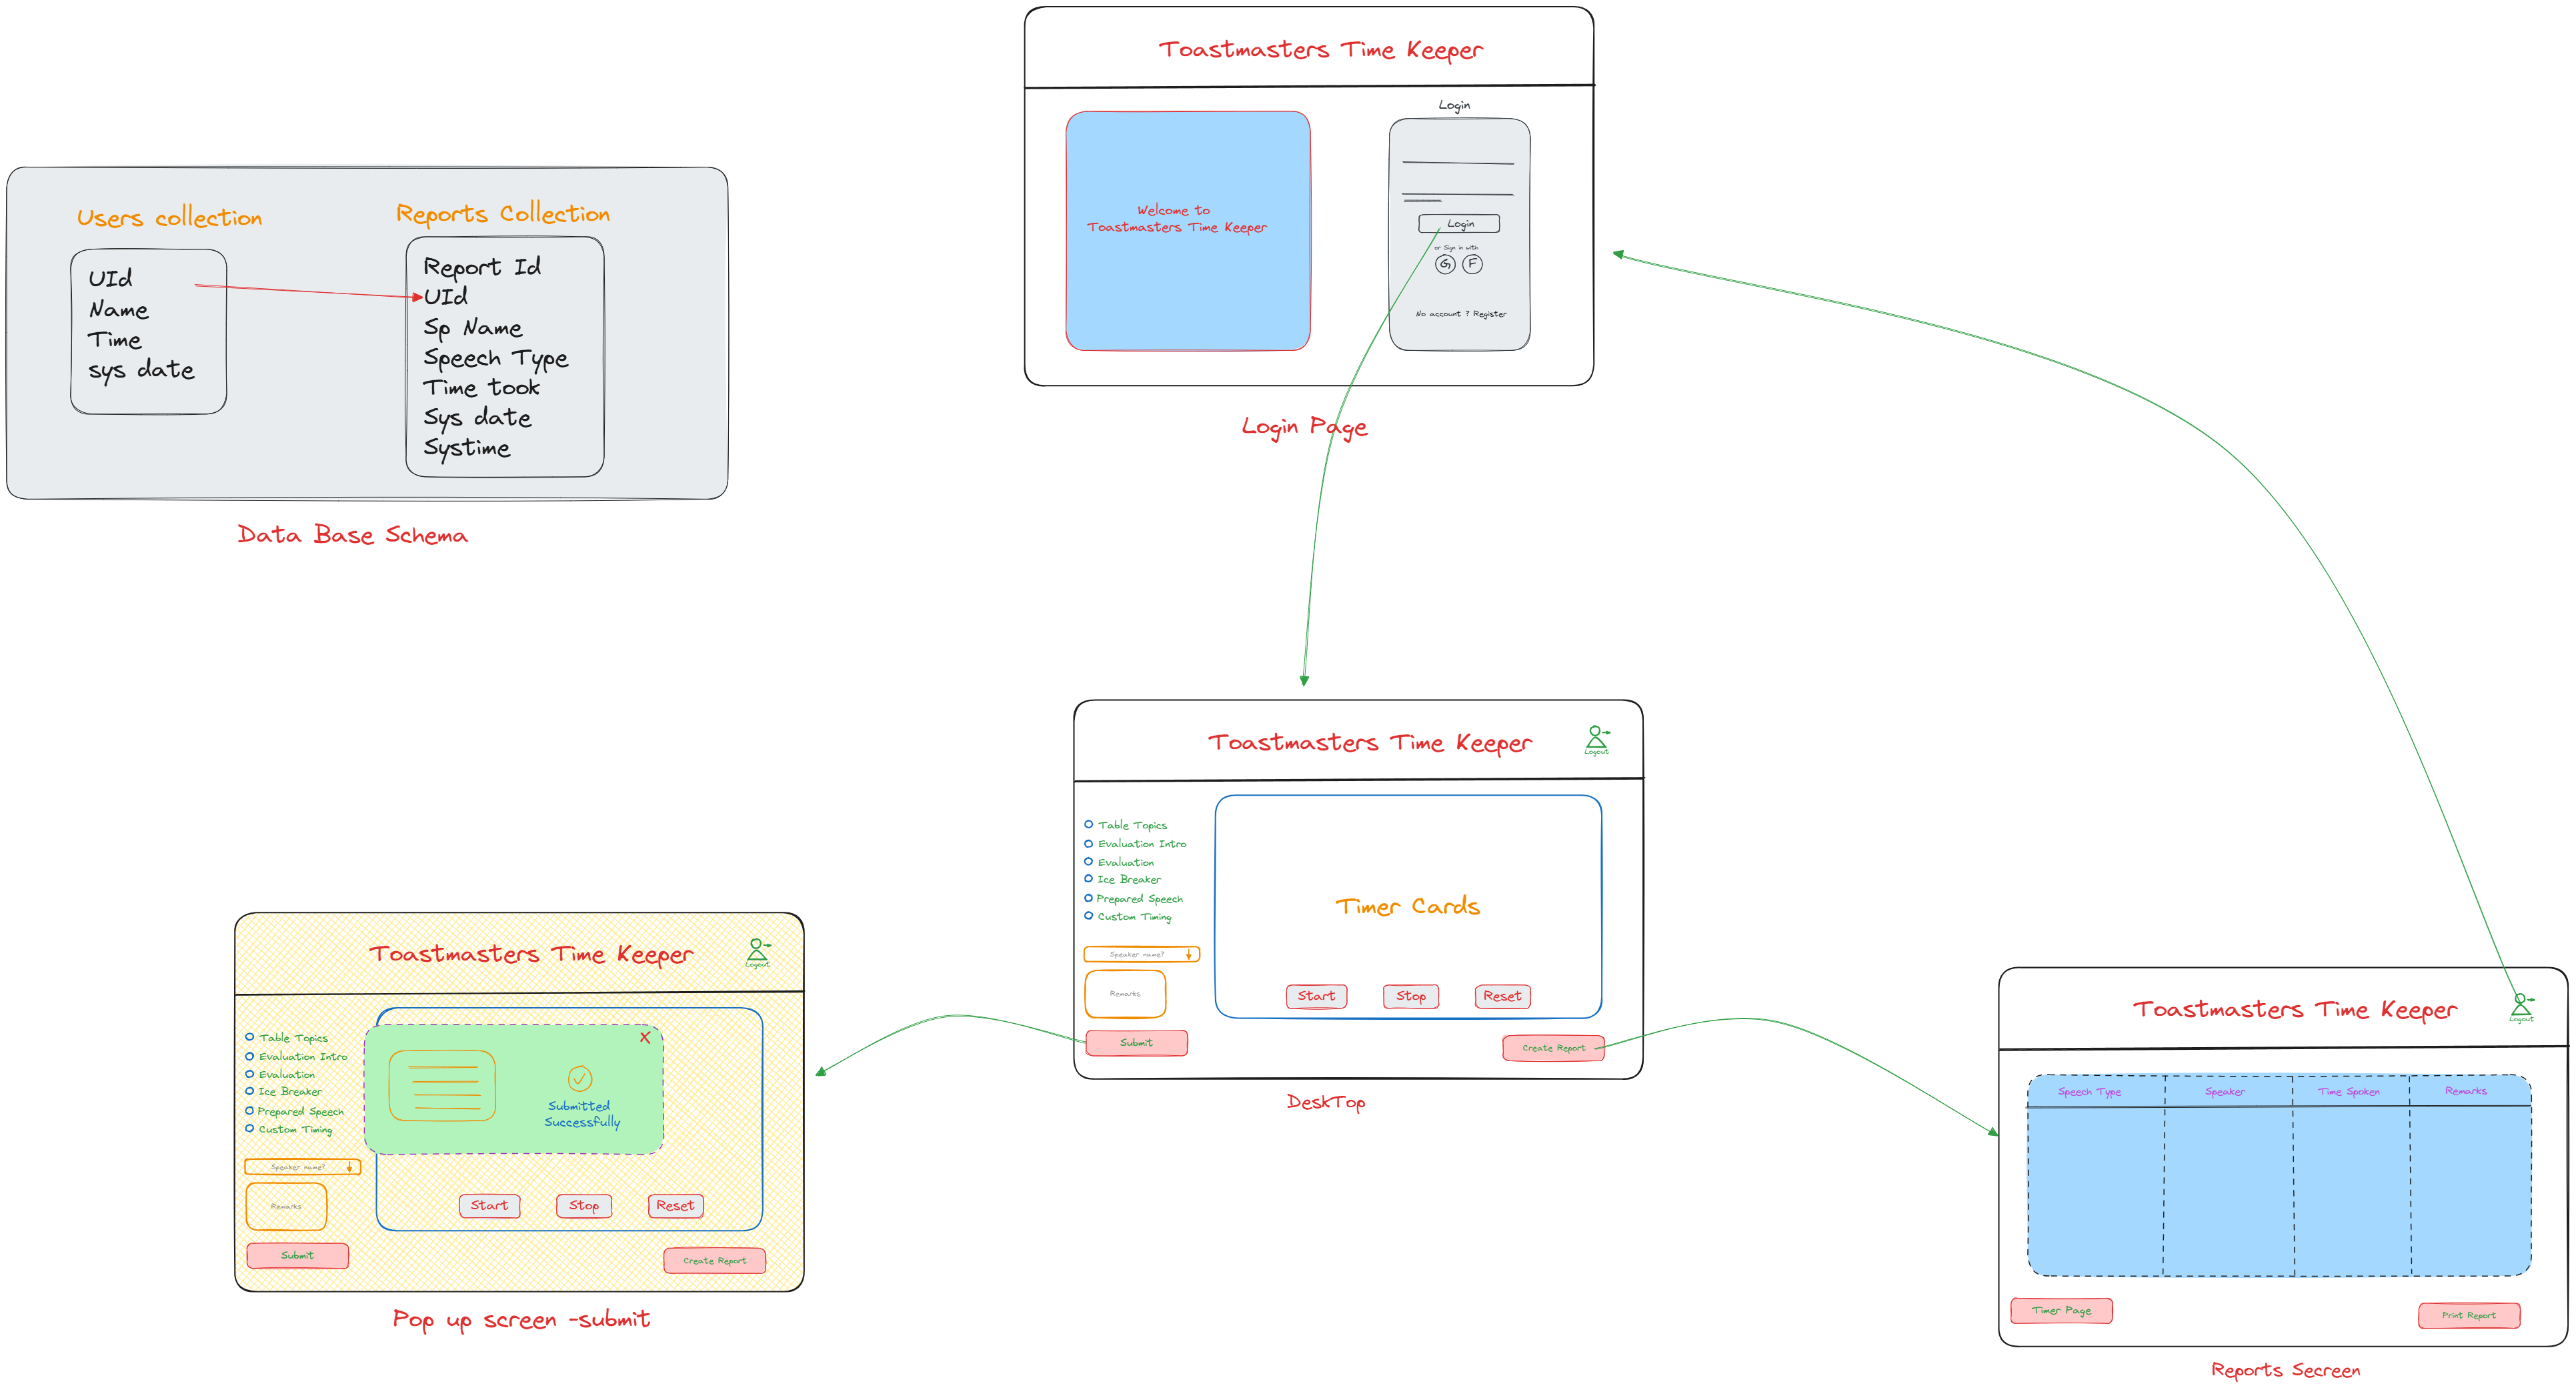 Users collection
UId
Name
Time
sys date
Reports Collection
Report Id
UId
Sp Name
Speech Type
Time took
Sys date
Systime
Data Base Schema
Toastmasters Time Keeper
Welcome to
Toastmasters Time Keeper
Login
Login
or Sign in with
G F
No account ? Register
Login Page
Toastmasters Time Keeper
Logout
Table Topics
Evaluation Intro
Evaluation
Ice Breaker
Prepared Speech
Custom Timing
Speaker name?
Remarks
Submit
Timer Cards
Start Stop Reset
Create Report
DeskTop
Toastmasters Time Keeper
Logout
Table Topics
Evaluation Intro
Evaluation
Ice Breaker
Prepared Speech
Custom Timing
Speaker name?
Remarks
Submit
X
Submitted
Successfully
Start Stop Reset
Create Report
Pop up screen -submit
Toastmasters Time Keeper
Logout
Speech Type Speaker Time Spoken Remarks
Timer Page
Print Report
Reports Secreen